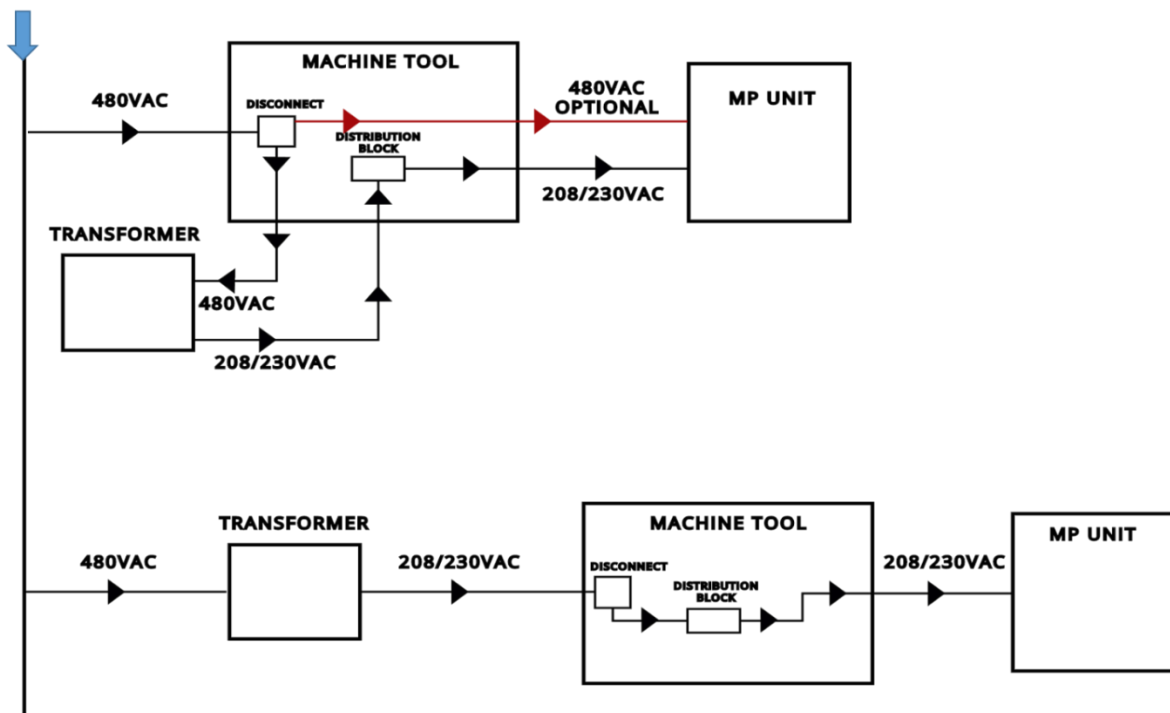 MACHINE TOOL
480VAC
OPTIONAL
MP UNIT
480VAC
DISCONNECT
DISTRIBUTION
BLOCK
208/230VAC
TRANSFORMER
480VAC
208/230VAC
TRANSFORMER
MACHINE TOOL
MP UNIT
480VAC
208/230VAC
DISCONNECT
DISTRIBUTION
BLOCK
208/230VAC